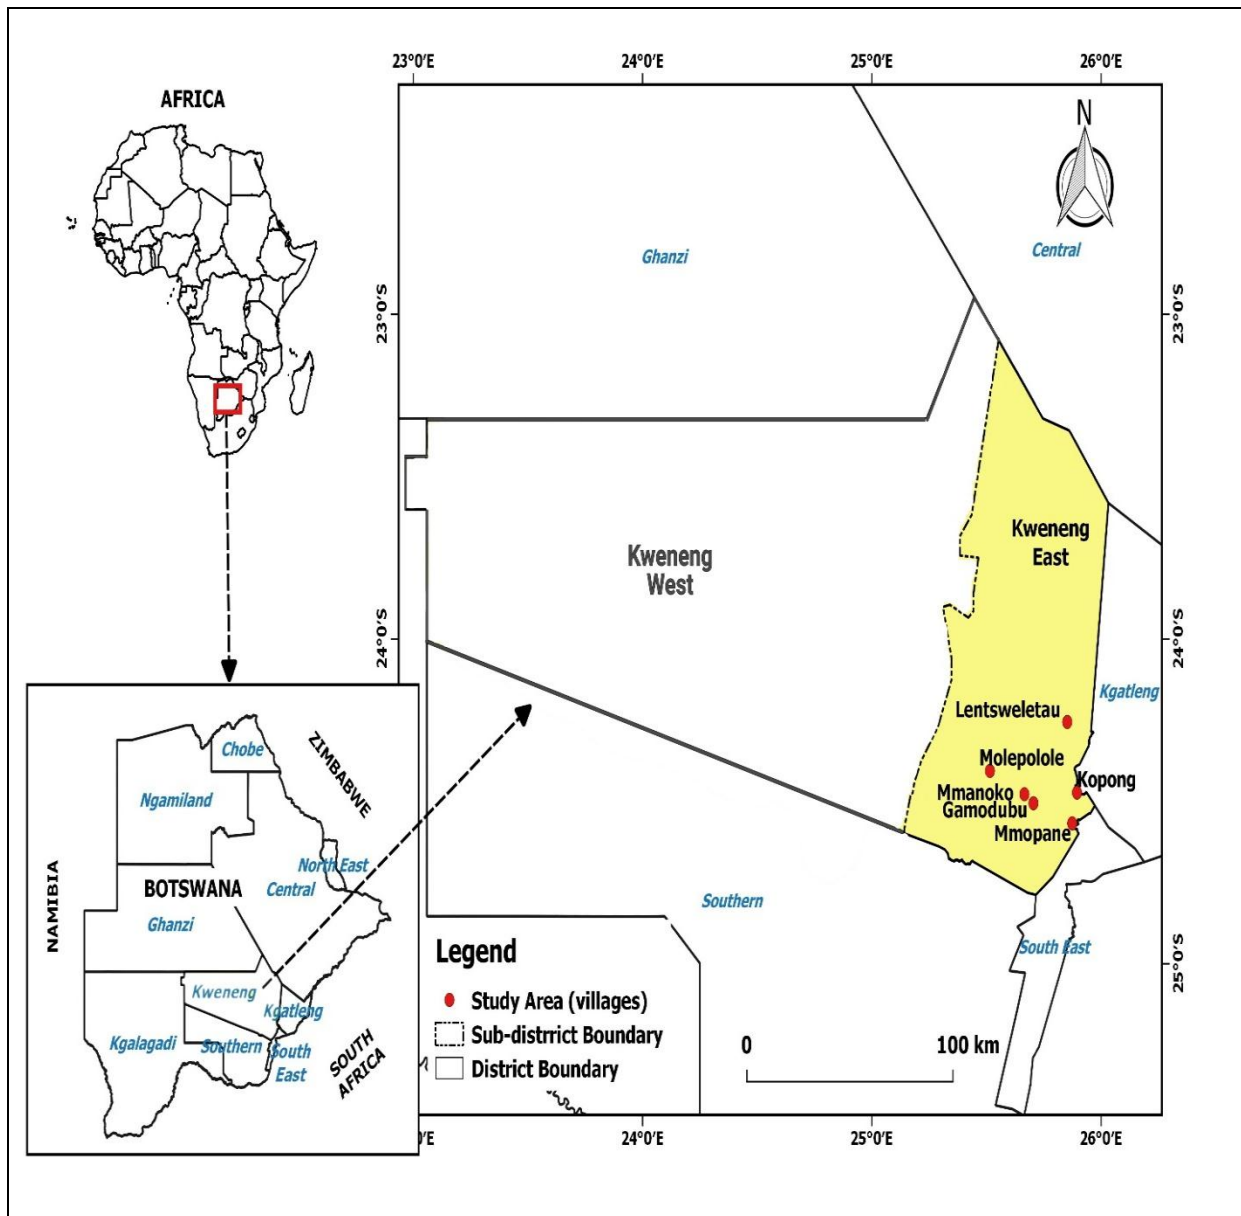 23°0'E
24°0'E
25°0'E
26°0'E
AFRICA
N
Ghanzi
Central
23°0'S
23°0'S
Kweneng
East
Kweneng
West
24°0'S
24°0'S
Kgatleng
Lentsweletau
Molepolole
Kopong
Mmanoko
Gamodubu
Mmopane
Southern
South East
25°0'S
Chobe
ZIMBABWE
Ngamiland
North East
BOTSWANA
Central
NAMIBIA
Ghanzi
Kweneng
Kgatleng
Kgalagadi
Southern
South
East
SOUTH
AFRICA
Legend
Study Area (villages)
Sub-distrrict Boundary
District Boundary
0
100 km
0'E
24°0'E
25°0'E
26°0'E